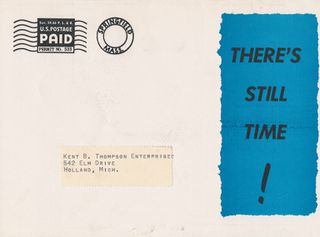 Sec. 34.66 P. L. & R.
U.S. POSTAGE
PAID
PERMIT No. 533
SPRINGFIELD
MASS.
THERE'S
STILL
TIME
!
Kent B. Thompson Enterprises
542 Elm Drive
Holland, Mich.